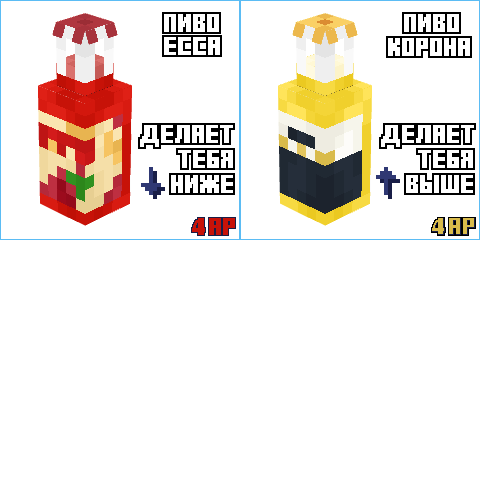 ПИВО
ЕССА
ДЕЛАЕТ
ТЕБЯ
НИЖЕ
4 АР
ПИВО
КОРОНА
ДЕЛАЕТ
ТЕБЯ
ВЫШЕ
4 АР